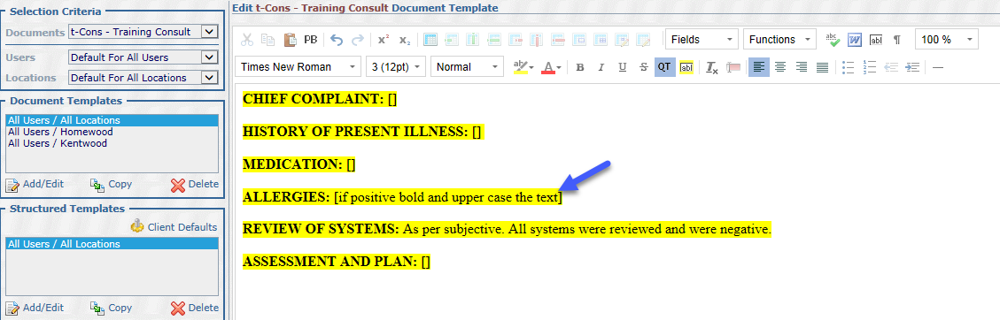 Selection Criteria
Documents t-Cons - Training Consult
Users Default For All Users
Locations Default For All Locations
Document Templates
All Users / All Locations
All Users / Homewood
All Users / Kentwood
Add/Edit Copy Delete
Structured Templates
Client Defaults
All Users / All Locations
Add/Edit Copy Delete
Edit t-Cons - Training Consult Document Template
PB x² x₂ Fields Functions abc W ab| ¶ 100 %
Times New Roman 3 (12pt) Normal ab A B I U S QT ab| Tx
CHIEF COMPLAINT: []
HISTORY OF PRESENT ILLNESS: []
MEDICATION: []
ALLERGIES: [if positive bold and upper case the text]
REVIEW OF SYSTEMS: As per subjective. All systems were reviewed and were negative.
ASSESSMENT AND PLAN: []